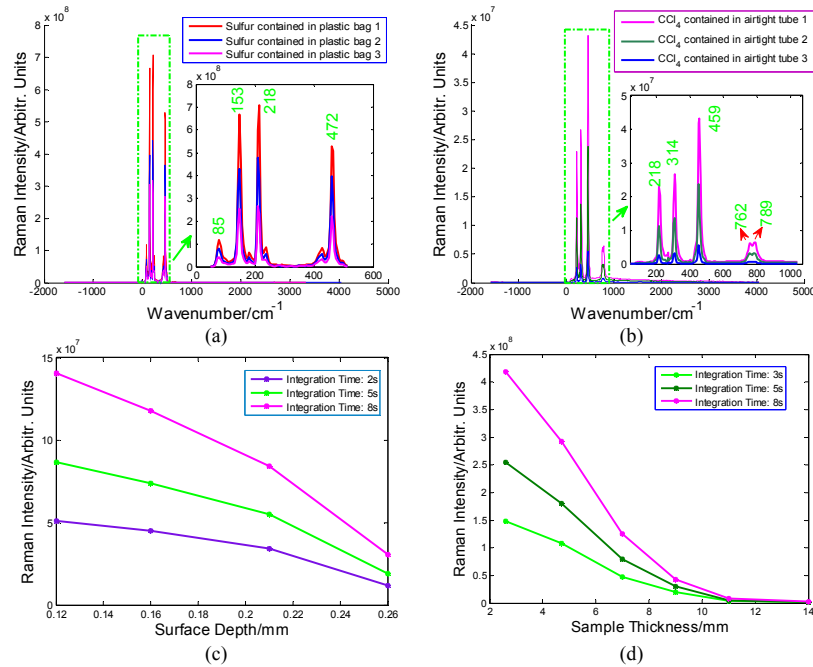 x 10^8
Sulfur contained in plastic bag 1
Sulfur contained in plastic bag 2
Sulfur contained in plastic bag 3
8
7
6
5
4
3
2
1
0
Raman Intensity/Arbitr. Units
x 10^8
8
6
4
2
0
85
153
218
472
0 200 400 600
-2000 0 2000 4000 5000
Wavenumber/cm^-1
(a)
x 10^7
CCl_4 contained in airtight tube 1
CCl_4 contained in airtight tube 2
CCl_4 contained in airtight tube 3
4.5
4
3.5
3
2.5
2
1.5
1
0.5
0
Raman Intensity/Arbitr. Units
x 10^7
5
4
3
2
1
0
218
314
459
762
789
200 400 600 800 1000
-2000 -1000 0 1000 2000 3000 4000 5000
Wavenumber/cm^-1
(b)
x 10^7
Integration Time: 2s
Integration Time: 5s
Integration Time: 8s
15
10
5
0
Raman Intensity/Arbitr. Units
0.12 0.14 0.16 0.18 0.2 0.22 0.24 0.26
Surface Depth/mm
(c)
x 10^8
Integration Time: 3s
Integration Time: 5s
Integration Time: 8s
4.5
4
3.5
3
2.5
2
1.5
1
0.5
0
Raman Intensity/Arbitr. Units
2 4 6 8 10 12 14
Sample Thickness/mm
(d)